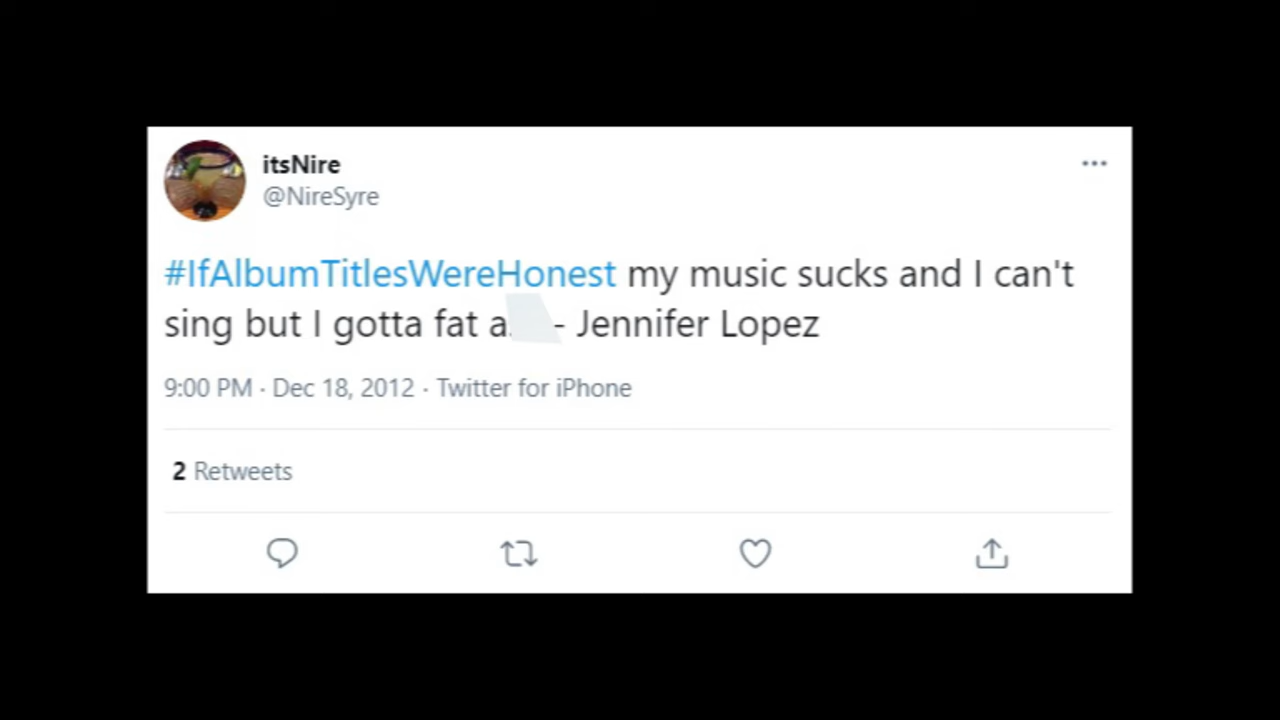 itsNire
@NireSyre
#IfAlbumTitlesWereHonest my music sucks and I can't
sing but I gotta fat - Jennifer Lopez
9:00 PM · Dec 18, 2012 · Twitter for iPhone
2 Retweets